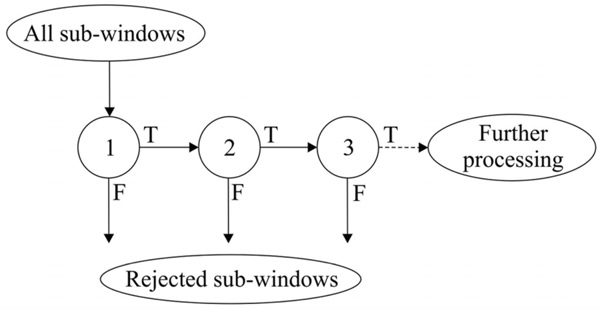 All sub-windows
T
T
T
1
2
3
Further
processing
F
F
F
Rejected sub-windows